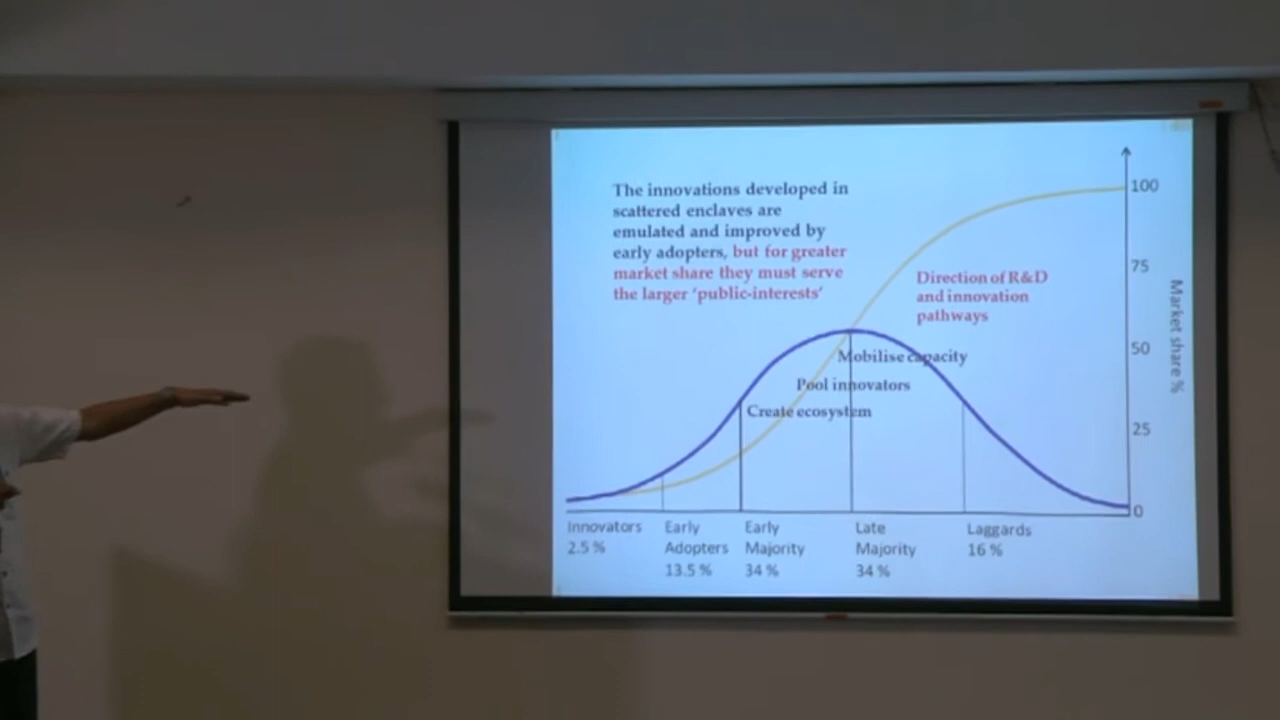 The innovations developed in
scattered enclaves are
emulated and improved by
early adopters, but for greater
market share they must serve
the larger ‘public-interests’
Direction of R&D
and innovation
pathways
Mobilise capacity
Pool innovators
Create ecosystem
100
75
50
25
0
Market share %
Innovators
2.5 %
Early
Adopters
13.5 %
Early
Majority
34 %
Late
Majority
34 %
Laggards
16 %